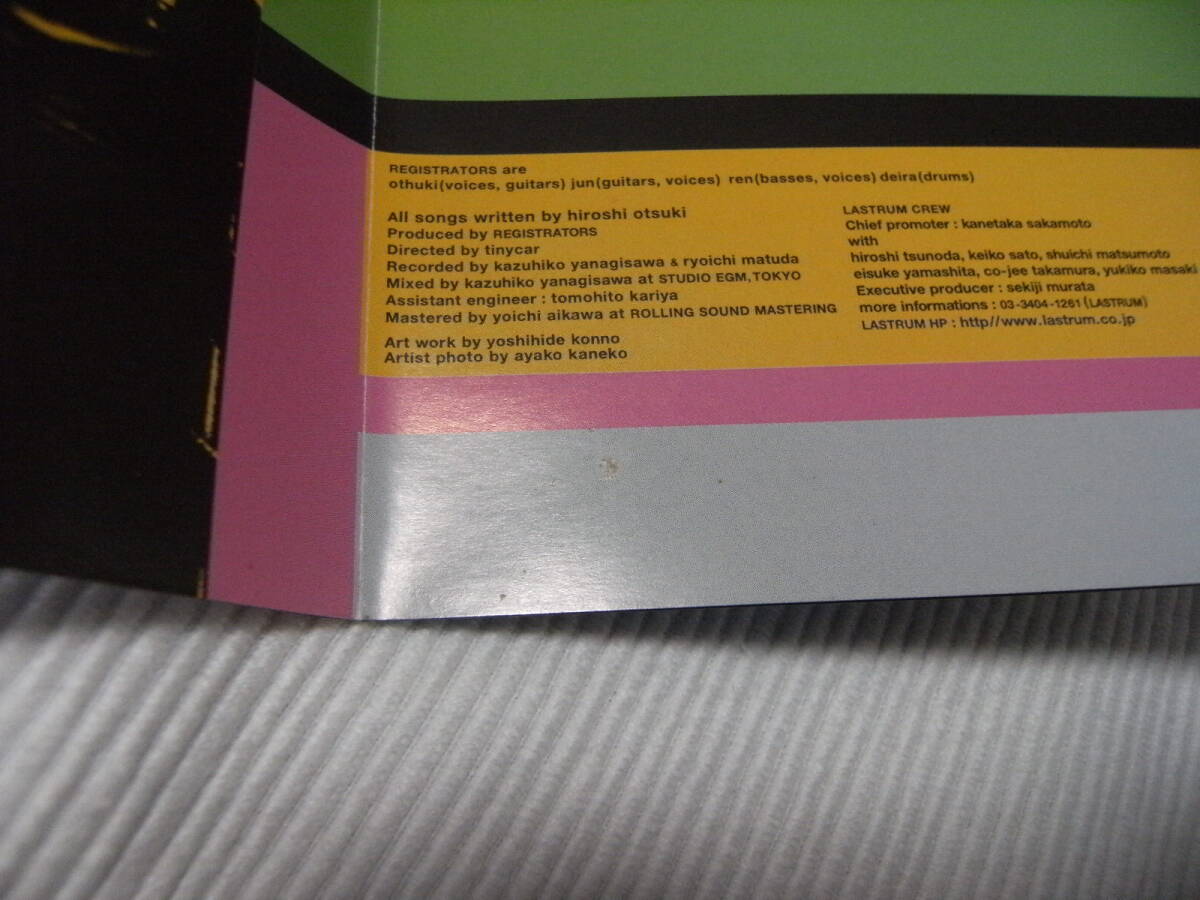 REGISTRATORS are
othuki(voices, guitars) jun(guitars, voices) ren(basses, voices) deira(drums)
All songs written by hiroshi otsuki
Produced by REGISTRATORS
Directed by tinycar
Recorded by kazuhiko yanagisawa & ryoichi matuda
Mixed by kazuhiko yanagisawa at STUDIO EGM,TOKYO
Assistant engineer : tomohito kariya
Mastered by yoichi aikawa at ROLLING SOUND MASTERING
Art work by yoshihide konno
Artist photo by ayako kaneko
LASTRUM CREW
Chief promoter : kanetaka sakamoto
with
hiroshi tsunoda, keiko sato, shuichi matsumoto
eisuke yamashita, co-jee takamura, yukiko masaki
Executive producer : sekiji murata
more informations : 03-3404-1261 (LASTRUM)
LASTRUM HP : http//www.lastrum.co.jp